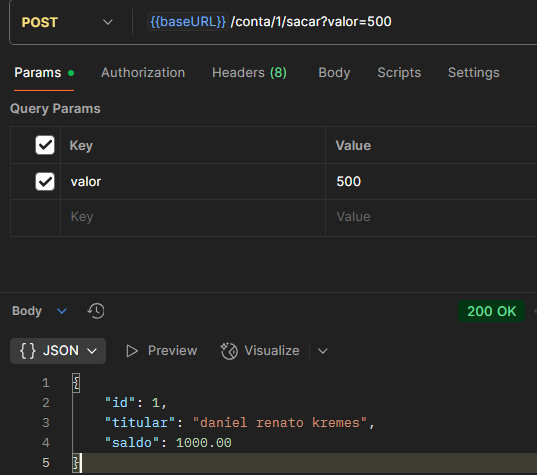 POST {{baseURL}}/conta/1/sacar?valor=500
Params Authorization Headers (8) Body Scripts Settings
Query Params
Key Value
valor 500
Key Value
Body 200 OK
{} JSON Preview Visualize
1 {
2 "id": 1,
3 "titular": "daniel renato kremes",
4 "saldo": 1000.00
5 }